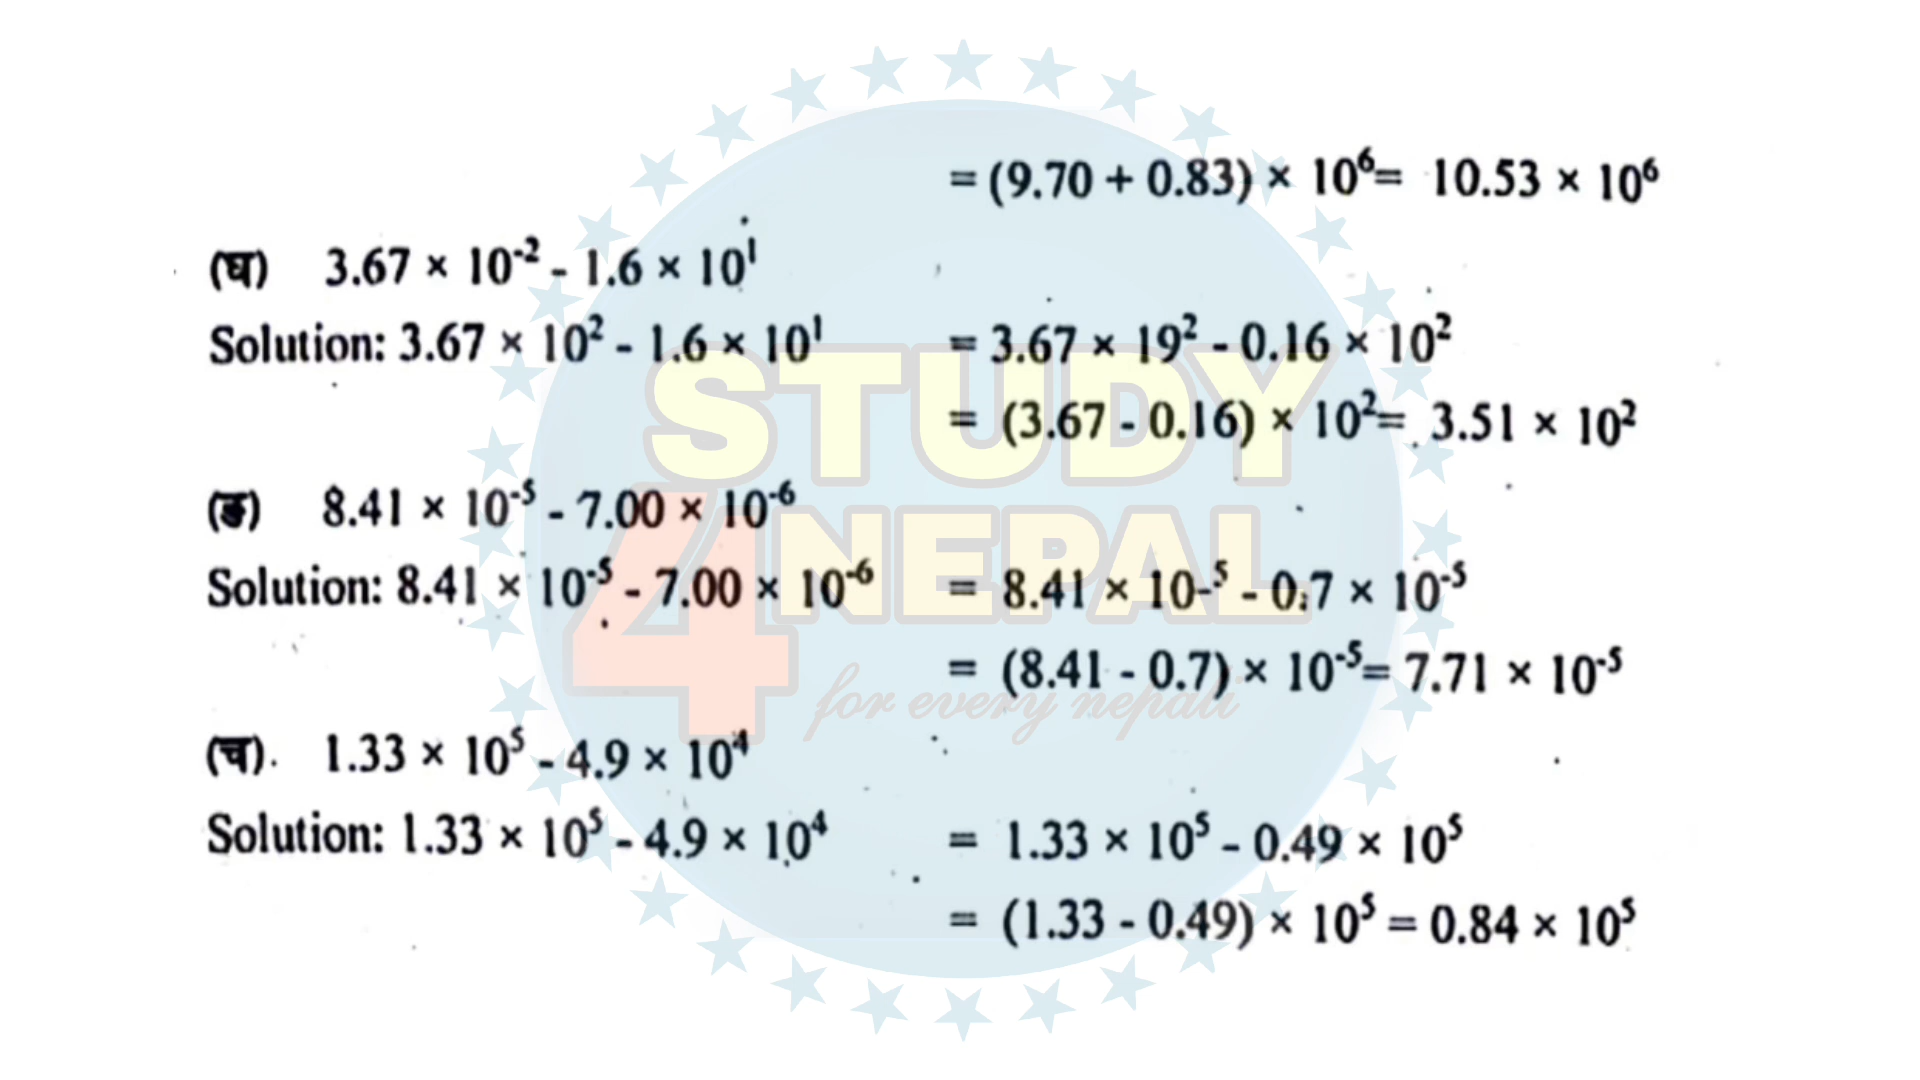 = (9.70 + 0.83) × 10⁶= 10.53 × 10⁶
(घ) 3.67 × 10⁻² - 1.6 × 10¹
Solution: 3.67 × 10² - 1.6 × 10¹ = 3.67 × 19² - 0.16 × 10²
= (3.67 - 0.16) × 10²= 3.51 × 10²
(ङ) 8.41 × 10⁻⁵ - 7.00 × 10⁻⁶
Solution: 8.41 × 10⁻⁵ - 7.00 × 10⁻⁶ = 8.41 × 10-⁵ - 0.7 × 10⁻⁵
= (8.41 - 0.7) × 10⁻⁵= 7.71 × 10⁻⁵
(च). 1.33 × 10⁵ - 4.9 × 10⁴
Solution: 1.33 × 10⁵ - 4.9 × 10⁴ = 1.33 × 10⁵ - 0.49 × 10⁵
= (1.33 - 0.49) × 10⁵ = 0.84 × 10⁵
STUDY
4 NEPAL
for every nepali